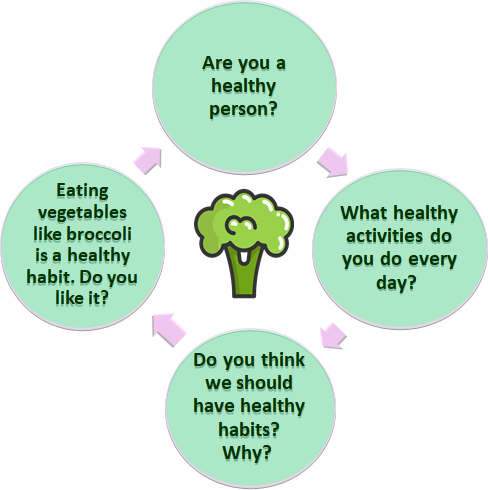 Are you a
healthy
person?
What healthy
activities do
you do every
day?
Do you think
we should
have healthy
habits?
Why?
Eating
vegetables
like broccoli
is a healthy
habit. Do you
like it?